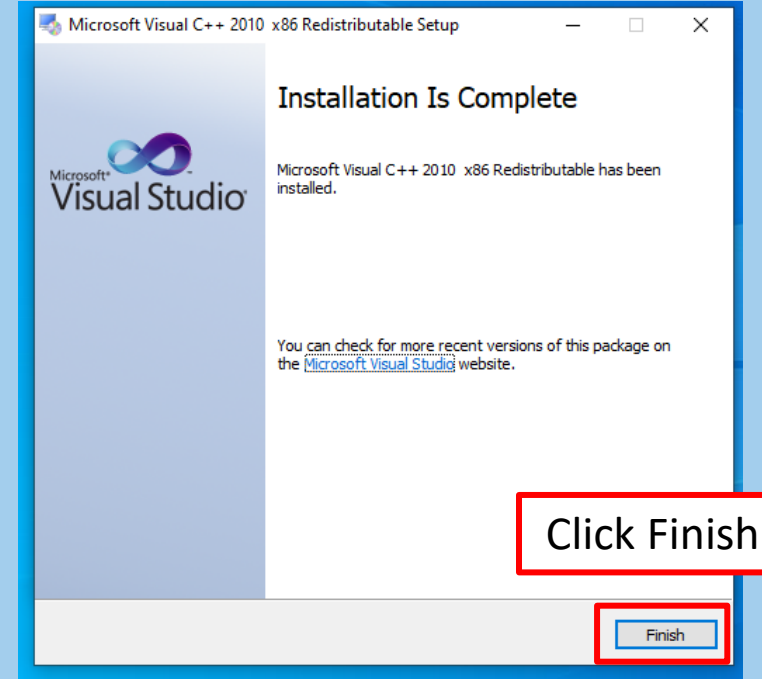 Microsoft Visual C++ 2010 x86 Redistributable Setup
Installation Is Complete
Microsoft Visual C++ 2010 x86 Redistributable has been
installed.
Microsoft®
Visual Studio®
You can check for more recent versions of this package on
the Microsoft Visual Studio website.
Click Finish
Finish